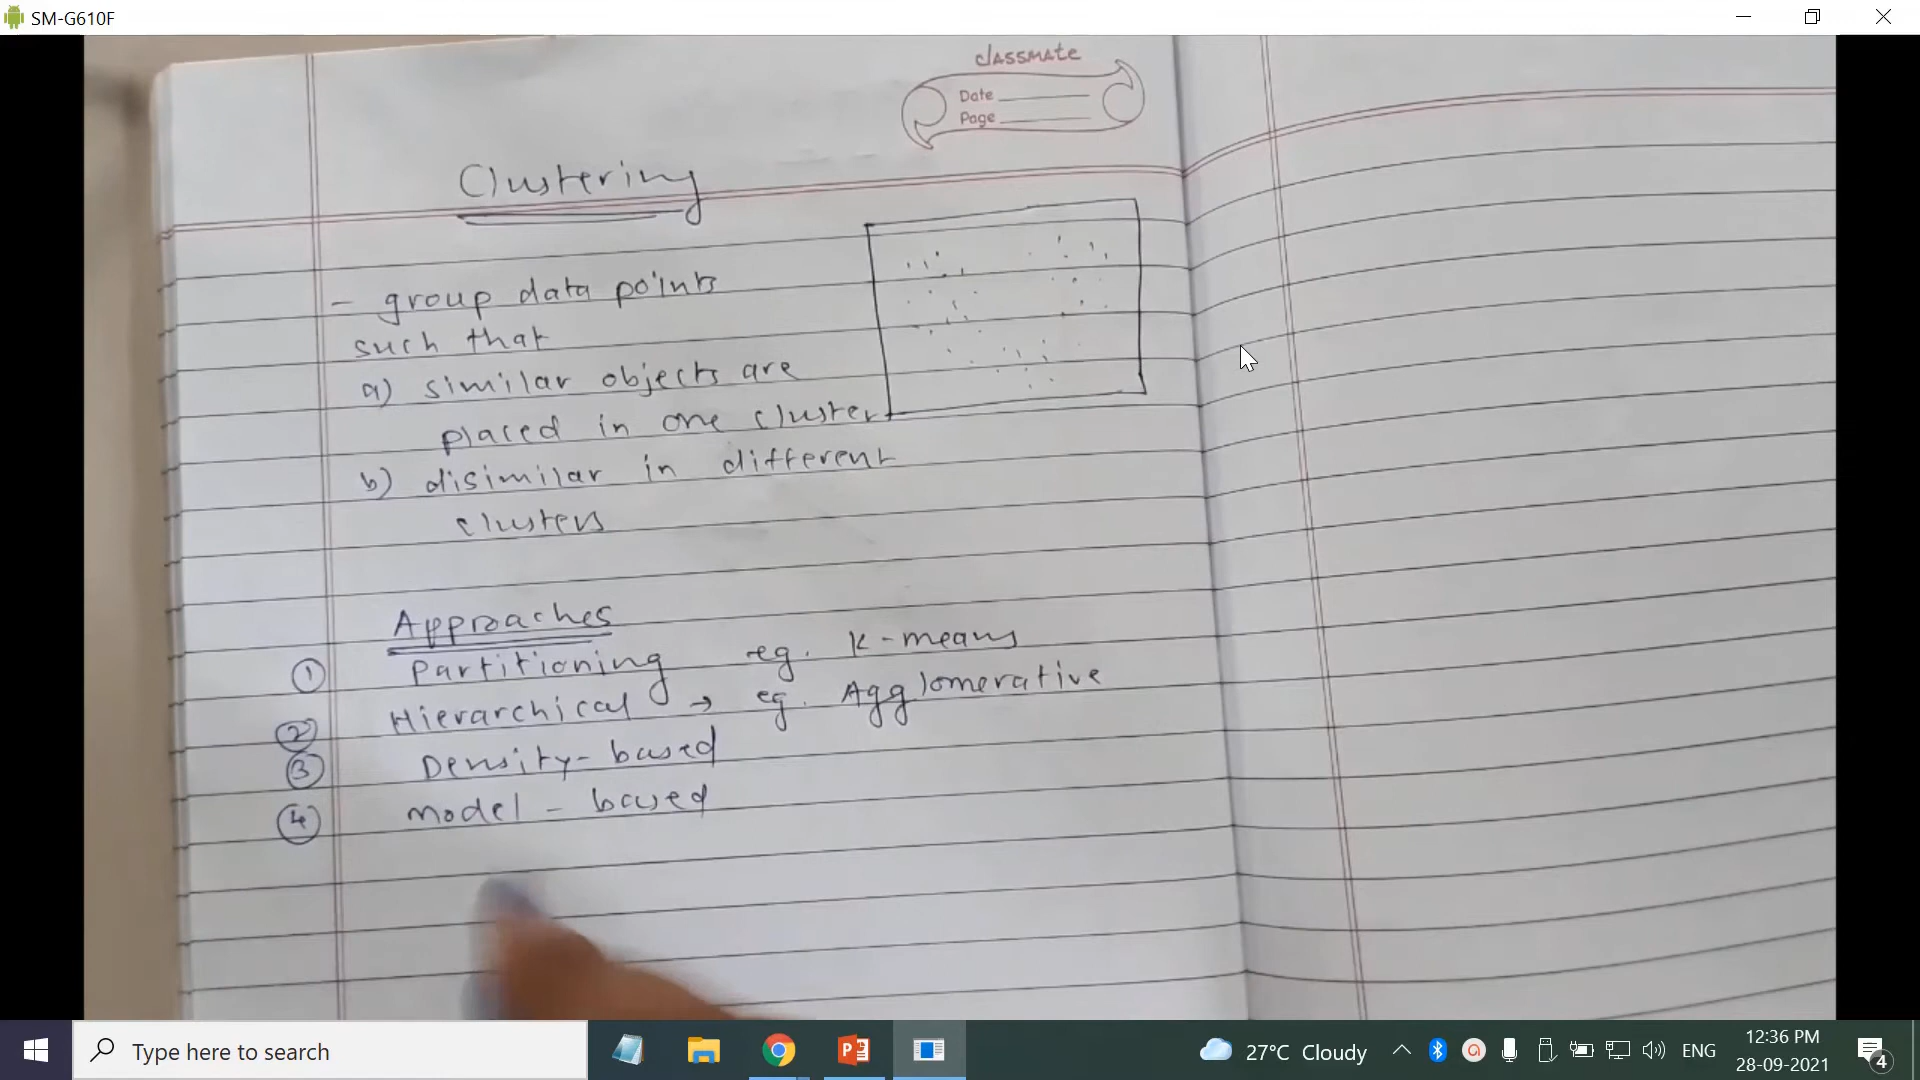 SM-G610F
classmate
Date
Page
Clustering
- group data points
such that
a) similar objects are
placed in one cluster
b) disimilar in different
clusters
Approaches
① Partitioning eg. K-means
② Hierarchical → eg. Agglomerative
③ Density-based
④ model-based
Type here to search
27°C Cloudy
ENG
12:36 PM
28-09-2021
4